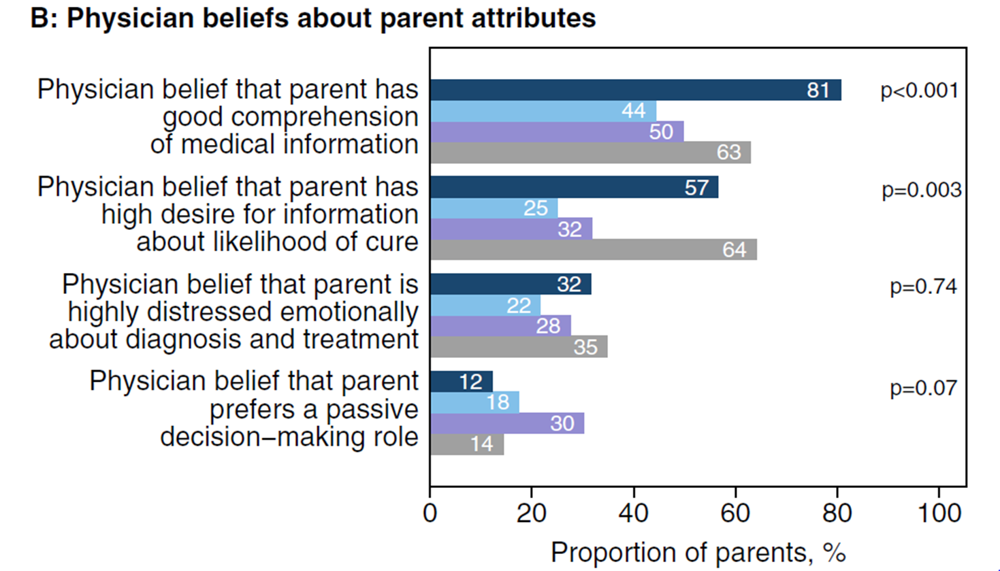 B: Physician beliefs about parent attributes
Physician belief that parent has
good comprehension
of medical information
81
44
50
63
p<0.001
Physician belief that parent has
high desire for information
about likelihood of cure
57
25
32
64
p=0.003
Physician belief that parent is
highly distressed emotionally
about diagnosis and treatment
32
22
28
35
p=0.74
Physician belief that parent
prefers a passive
decision–making role
12
18
30
14
p=0.07
0 20 40 60 80 100
Proportion of parents, %